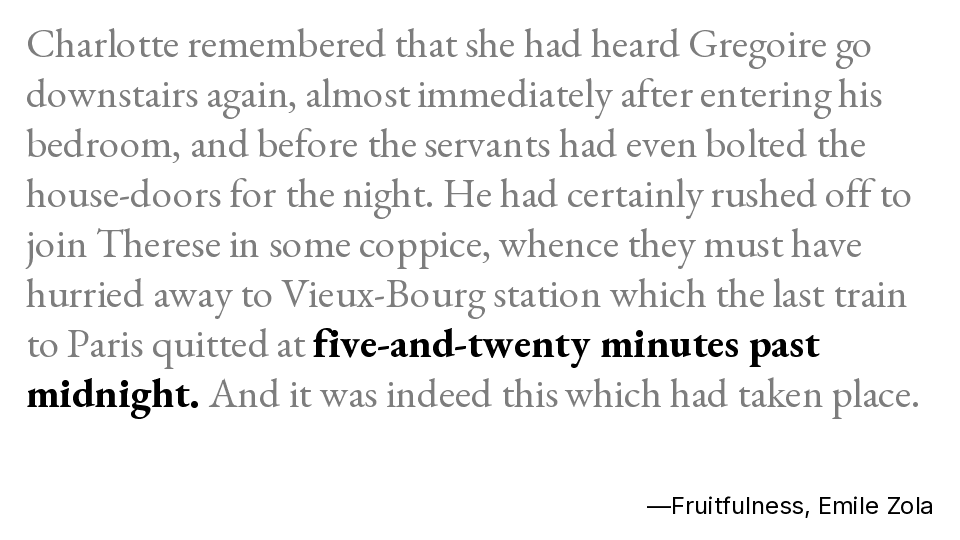 Charlotte remembered that she had heard Gregoire go
downstairs again, almost immediately after entering his
bedroom, and before the servants had even bolted the
house-doors for the night. He had certainly rushed off to
join Therese in some coppice, whence they must have
hurried away to Vieux-Bourg station which the last train
to Paris quitted at five-and-twenty minutes past
midnight. And it was indeed this which had taken place.
—Fruitfulness, Emile Zola